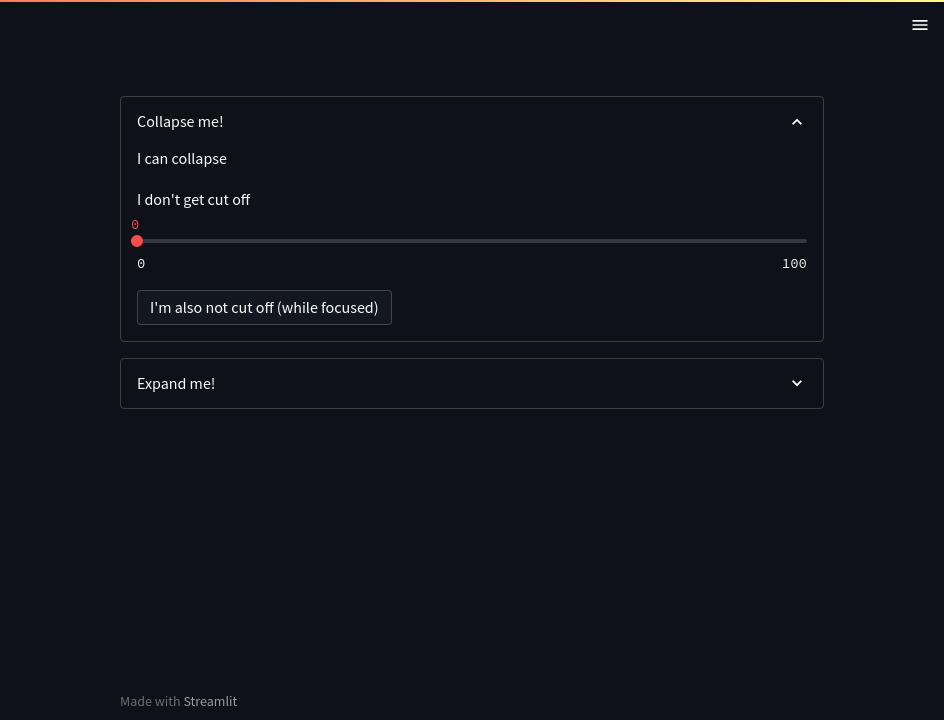 Collapse me!
I can collapse
I don't get cut off
0
0 100
I'm also not cut off (while focused)
Expand me!
Made with Streamlit